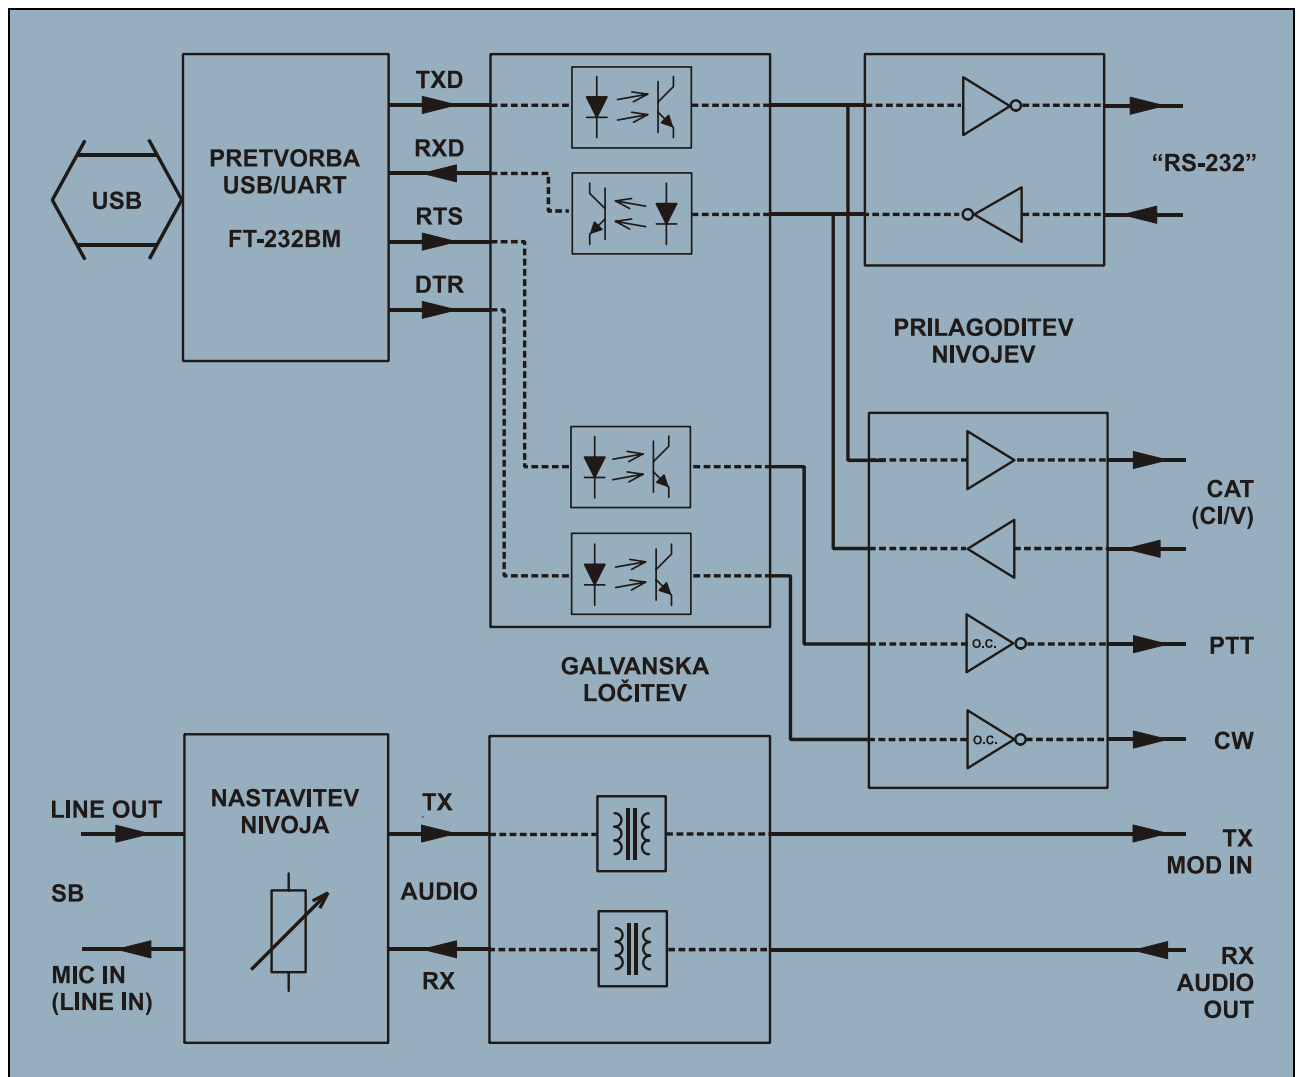 USB
PRETVORBA
USB/UART
FT-232BM
TXD
RXD
RTS
DTR
“RS-232”
PRILAGODITEV
NIVOJEV
CAT
(CI/V)
O.C.
PTT
O.C.
CW
GALVANSKA
LOČITEV
LINE OUT
SB
MIC IN
(LINE IN)
NASTAVITEV
NIVOJA
TX
AUDIO
RX
TX
MOD IN
RX
AUDIO
OUT